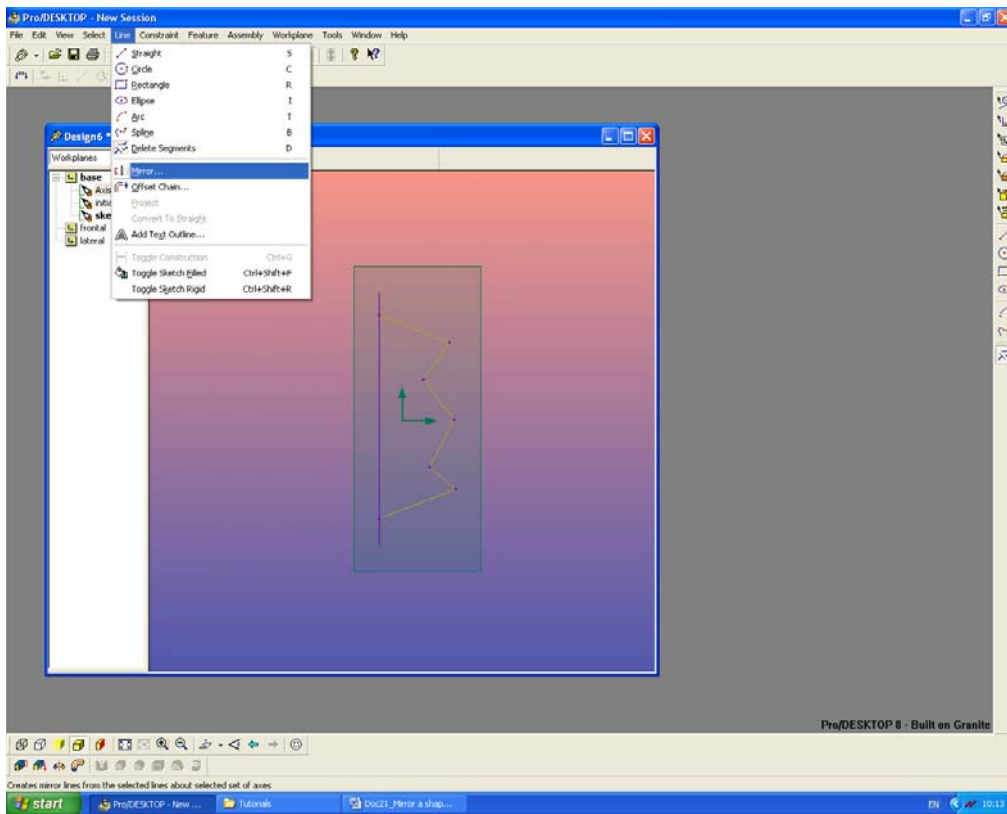 Pro/DESKTOP - New Session
File Edit View Select Line Constraint Feature Assembly Workplane Tools Window Help
Straight S
Circle C
Rectangle R
Ellipse I
Arc T
Spline B
Delete Segments D
Mirror...
Offset Chain...
Project
Convert To Straight
Add Text Outline...
Toggle Construction Ctrl+G
Toggle Sketch Filled Ctrl+Shift+F
Toggle Sketch Rigid Ctrl+Shift+R
Design6
Workplanes
base
Axis
initia
ske
frontal
lateral
Pro/DESKTOP 8 - Built on Granite
Creates mirror lines from the selected lines about selected set of axes
start Pro/DESKTOP - New ... Tutorials Doc21_Mirror a shap... EN 10:13